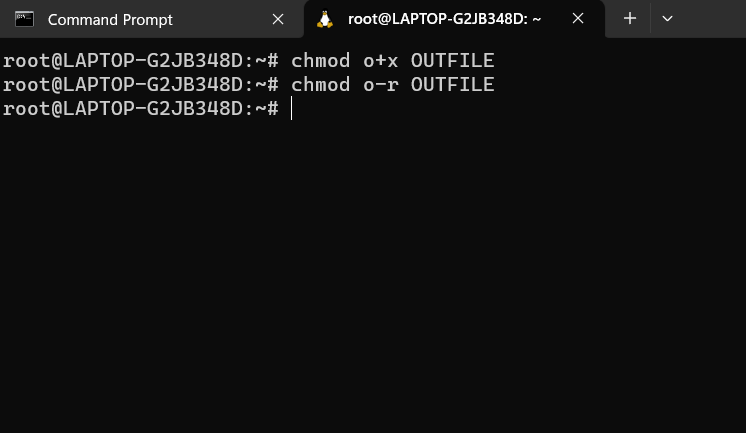 Command Prompt
root@LAPTOP-G2JB348D: ~
root@LAPTOP-G2JB348D:~# chmod o+x OUTFILE
root@LAPTOP-G2JB348D:~# chmod o-r OUTFILE
root@LAPTOP-G2JB348D:~#